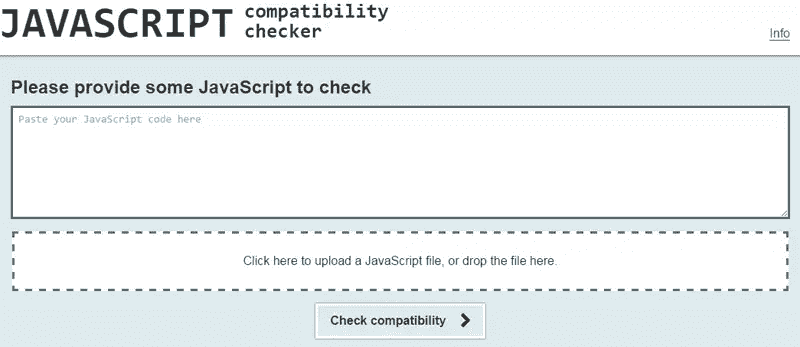 JAVASCRIPT compatibility
checker
Info
Please provide some JavaScript to check
Paste your JavaScript code here
Click here to upload a JavaScript file, or drop the file here.
Check compatibility